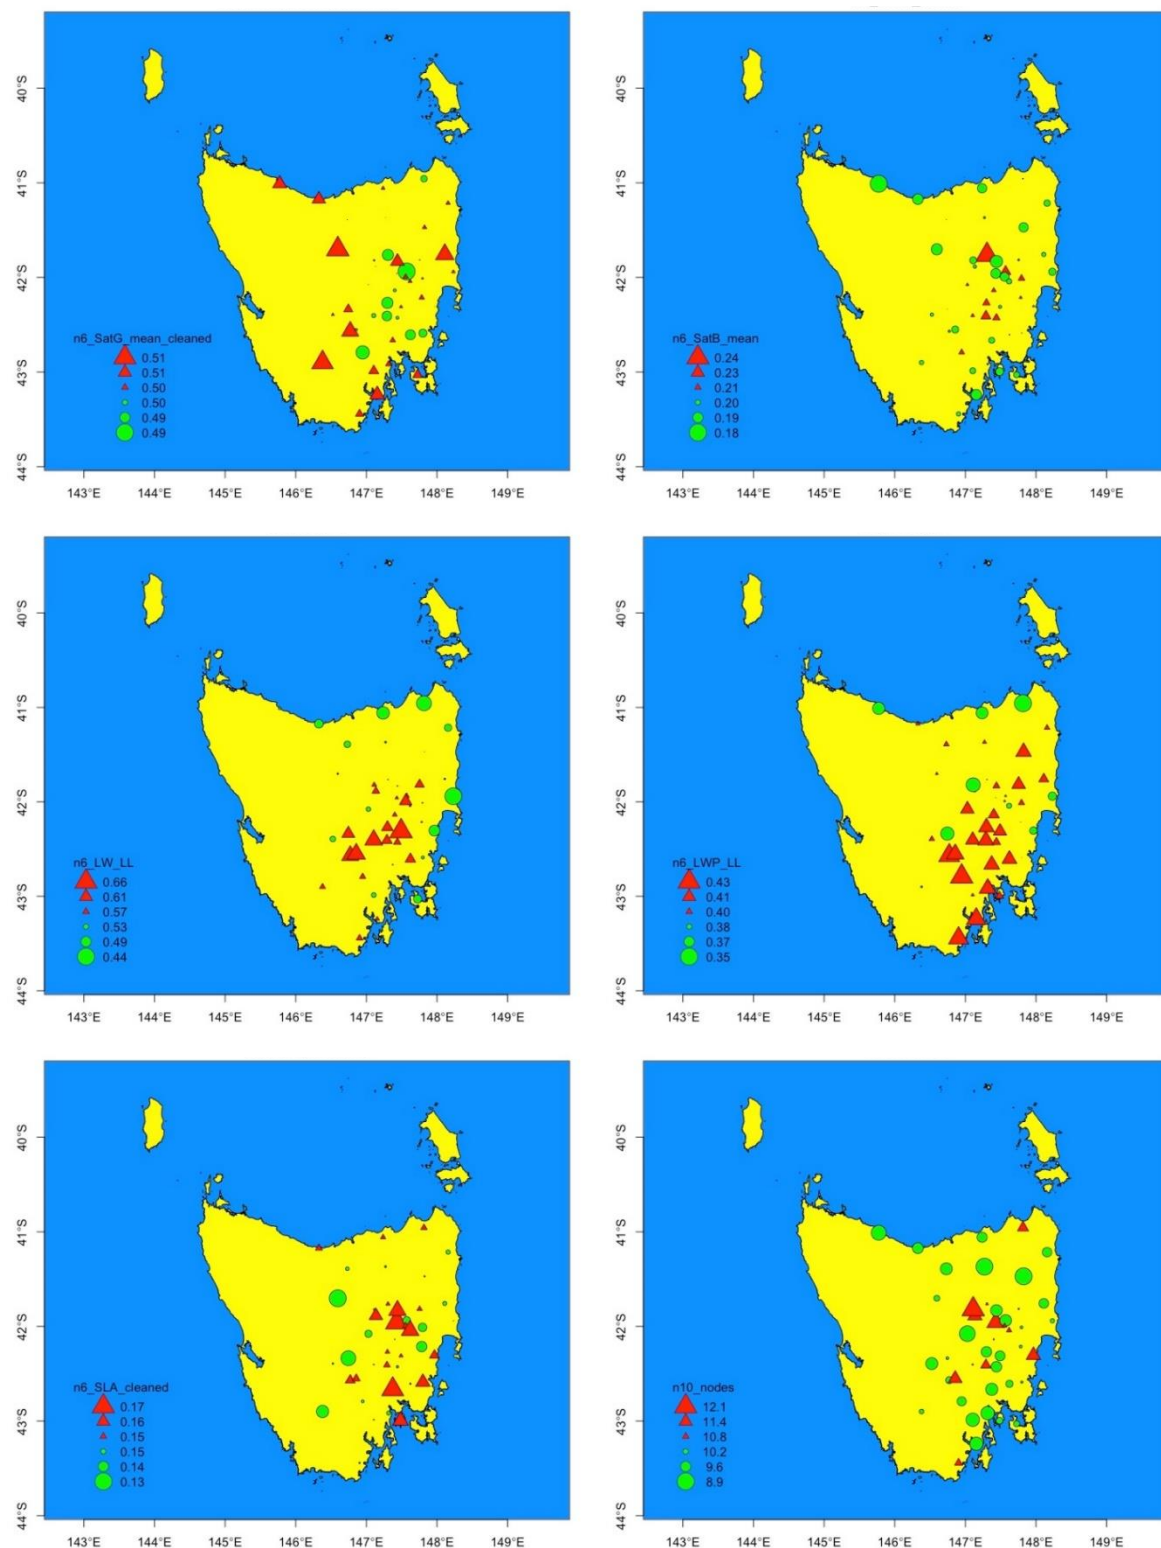 40°S
41°S
42°S
43°S
44°S
n6_SatG_mean_cleaned
0.51
0.51
0.50
0.50
0.49
0.49
143°E 144°E 145°E 146°E 147°E 148°E 149°E
40°S
41°S
42°S
43°S
44°S
n6_SatB_mean
0.24
0.23
0.21
0.20
0.19
0.18
143°E 144°E 145°E 146°E 147°E 148°E 149°E
40°S
41°S
42°S
43°S
44°S
n6_LW_LL
0.66
0.61
0.57
0.53
0.49
0.44
143°E 144°E 145°E 146°E 147°E 148°E 149°E
40°S
41°S
42°S
43°S
44°S
n6_LWP_LL
0.43
0.41
0.40
0.38
0.37
0.35
143°E 144°E 145°E 146°E 147°E 148°E 149°E
40°S
41°S
42°S
43°S
44°S
n6_SLA_cleaned
0.17
0.16
0.15
0.15
0.14
0.13
143°E 144°E 145°E 146°E 147°E 148°E 149°E
40°S
41°S
42°S
43°S
44°S
n10_nodes
12.1
11.4
10.8
10.2
9.6
8.9
143°E 144°E 145°E 146°E 147°E 148°E 149°E